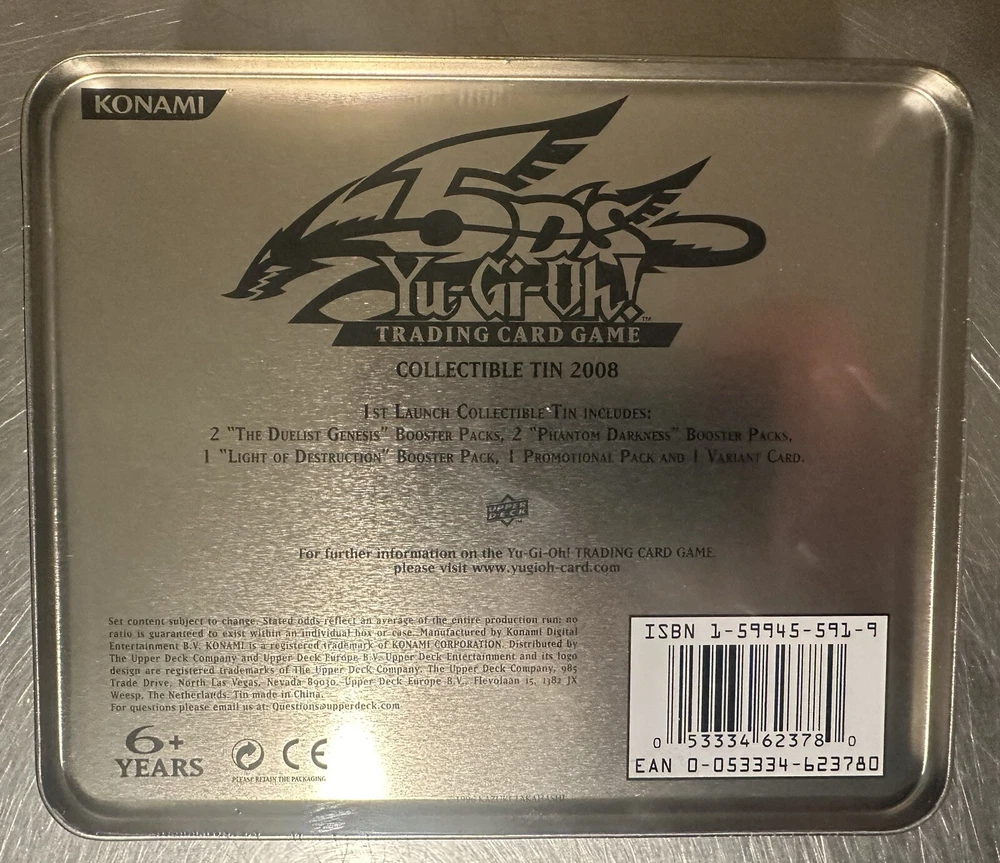 KONAMI
5D's
Yu-Gi-Oh!™
TRADING CARD GAME
COLLECTIBLE TIN 2008
1ST LAUNCH COLLECTIBLE TIN INCLUDES:
2 "THE DUELIST GENESIS" BOOSTER PACKS, 2 "PHANTOM DARKNESS" BOOSTER PACKS,
1 "LIGHT OF DESTRUCTION" BOOSTER PACK, 1 PROMOTIONAL PACK AND 1 VARIANT CARD.
UPPER
DECK
For further information on the Yu-Gi-Oh! TRADING CARD GAME
please visit www.yugioh-card.com
Set content subject to change. Stated odds reflect an average of the entire production run; no
ratio is guaranteed to exist within an individual box or case. Manufactured by Konami Digital
Entertainment B.V. KONAMI is a registered trademark of KONAMI CORPORATION. Distributed by
The Upper Deck Company and Upper Deck Europe B.V. Upper Deck Entertainment and its logo
design are registered trademarks of The Upper Deck Company. The Upper Deck Company, 985
Trade Drive, North Las Vegas, Nevada 89030. Upper Deck Europe B.V., Flevolaan 15, 1382 JX
Weesp, The Netherlands. Tin made in China.
For questions please email us at: Questions@upperdeck.com
6+
YEARS
CE
PLEASE RETAIN THE PACKAGING
ISBN 1-59945-591-9
0 53334 62378 0
EAN 0-053334-623780